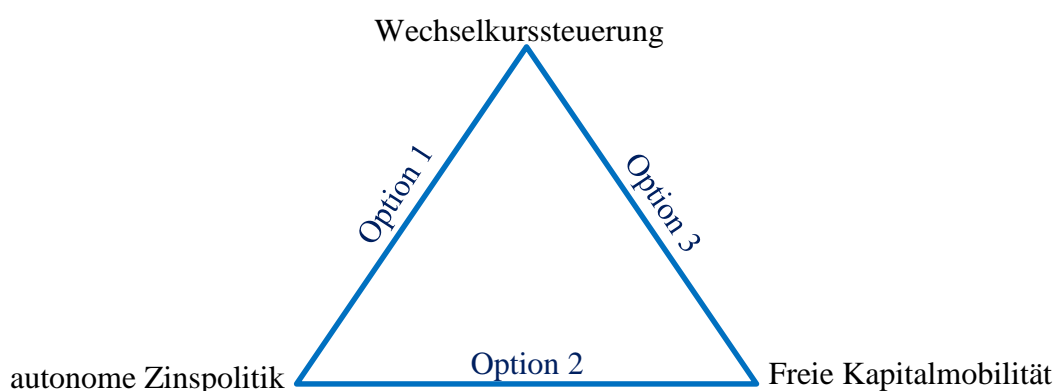 Wechselkurssteuerung
Option 1
Option 3
Option 2
autonome Zinspolitik
Freie Kapitalmobilität